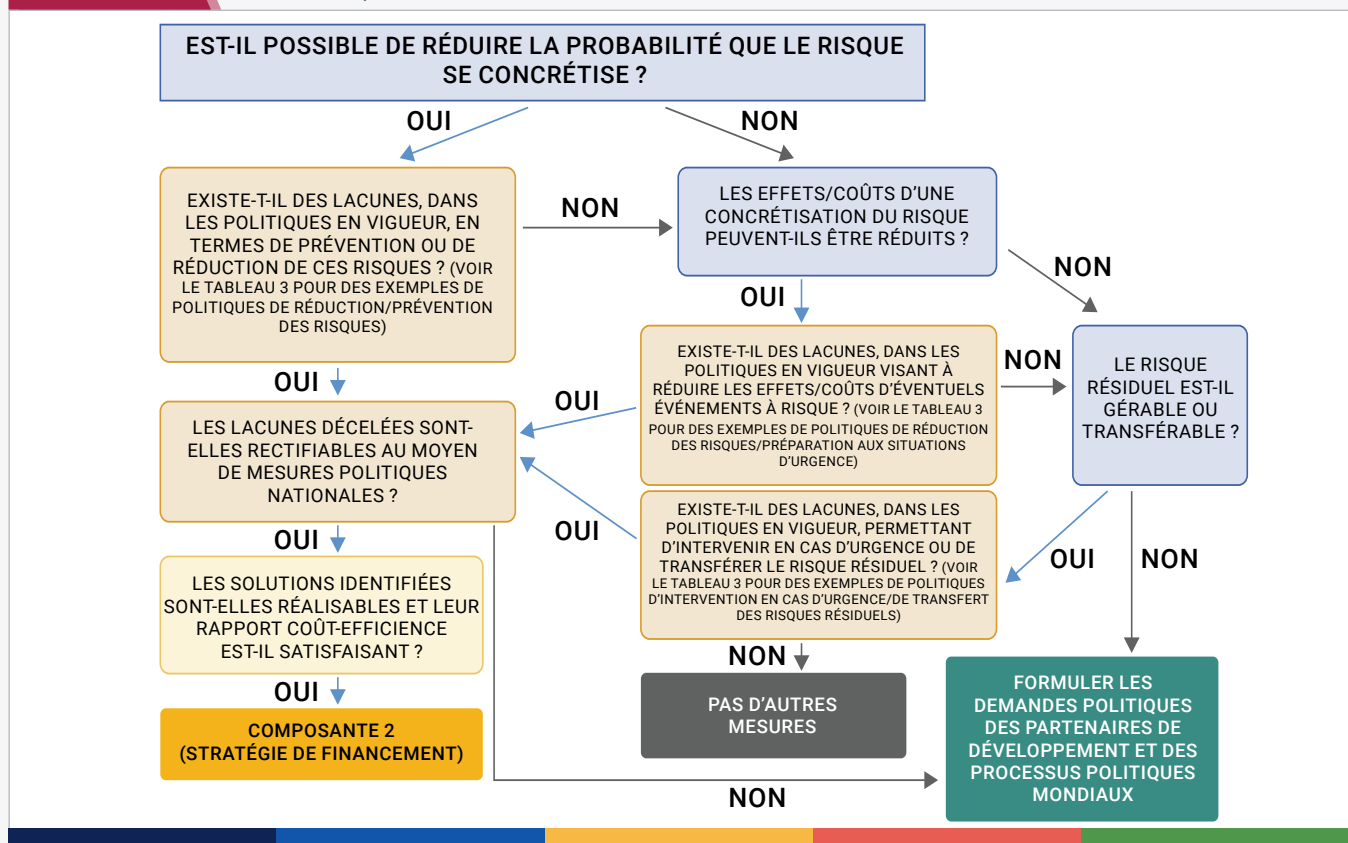 EST-IL POSSIBLE DE RÉDUIRE LA PROBABILITÉ QUE LE RISQUE
SE CONCRÉTISE ?
OUI
NON
EXISTE-T-IL DES LACUNES, DANS
LES POLITIQUES EN VIGUEUR, EN
TERMES DE PRÉVENTION OU DE
RÉDUCTION DE CES RISQUES ? (VOIR
LE TABLEAU 3 POUR DES EXEMPLES DE
POLITIQUES DE RÉDUCTION/PRÉVENTION
DES RISQUES)
NON
LES EFFETS/COÛTS D’UNE
CONCRÉTISATION DU RISQUE
PEUVENT-ILS ÊTRE RÉDUITS ?
NON
OUI
OUI
EXISTE-T-IL DES LACUNES, DANS LES
POLITIQUES EN VIGUEUR VISANT À
RÉDUIRE LES EFFETS/COÛTS D’ÉVENTUELS
ÉVÉNEMENTS À RISQUE ? (VOIR LE TABLEAU 3
POUR DES EXEMPLES DE POLITIQUES DE RÉDUCTION
DES RISQUES/PRÉPARATION AUX SITUATIONS
D’URGENCE)
NON
LE RISQUE
RÉSIDUEL EST-IL
GÉRABLE OU
TRANSFÉRABLE ?
OUI
LES LACUNES DÉCELÉES SONT-
ELLES RECTIFIABLES AU MOYEN
DE MESURES POLITIQUES
NATIONALES ?
OUI
EXISTE-T-IL DES LACUNES, DANS LES
POLITIQUES EN VIGUEUR, PERMETTANT
D’INTERVENIR EN CAS D’URGENCE OU DE
TRANSFÉRER LE RISQUE RÉSIDUEL ? (VOIR
LE TABLEAU 3 POUR DES EXEMPLES DE POLITIQUES
D’INTERVENTION EN CAS D’URGENCE/DE TRANSFERT
DES RISQUES RÉSIDUELS)
OUI
NON
OUI
LES SOLUTIONS IDENTIFIÉES
SONT-ELLES RÉALISABLES ET LEUR
RAPPORT COÛT-EFFICIENCE
EST-IL SATISFAISANT ?
OUI
COMPOSANTE 2
(STRATÉGIE DE FINANCEMENT)
NON
PAS D’AUTRES
MESURES
FORMULER LES
DEMANDES POLITIQUES
DES PARTENAIRES DE
DÉVELOPPEMENT ET DES
PROCESSUS POLITIQUES
MONDIAUX
NON